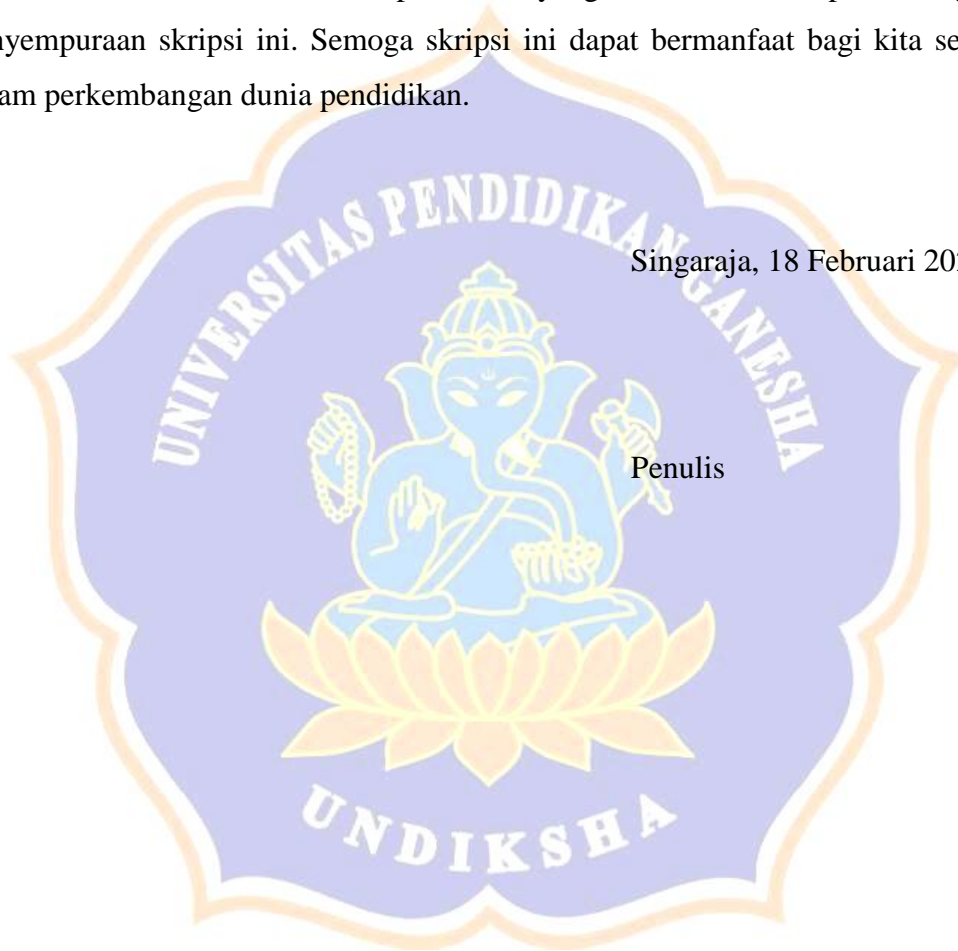 nyempuraan skripsi ini. Semoga skripsi ini dapat bermanfaat bagi kita se
am perkembangan dunia pendidikan.
UNIVERSITAS PENDIDIKAN GANESHA
Singaraja, 18 Februari 20
Penulis
UNDIKSHA